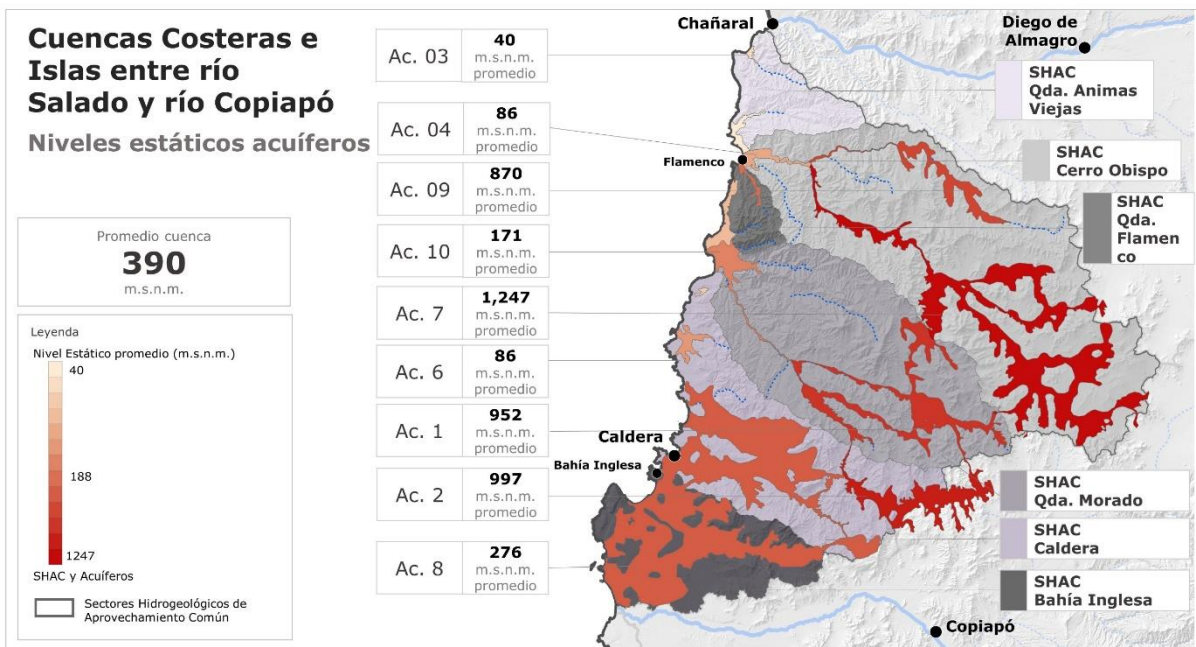 Cuencas Costeras e
Islas entre río
Salado y río Copiapó
Niveles estáticos acuíferos
Promedio cuenca
390
m.s.n.m.
Leyenda
Nivel Estático promedio (m.s.n.m.)
40
188
1247
SHAC y Acuíferos
Sectores Hidrogeológicos de
Aprovechamiento Común
Ac. 03
40
m.s.n.m.
promedio
Ac. 04
86
m.s.n.m.
promedio
Ac. 09
870
m.s.n.m.
promedio
Ac. 10
171
m.s.n.m.
promedio
Ac. 7
1,247
m.s.n.m.
promedio
Ac. 6
86
m.s.n.m.
promedio
Ac. 1
952
m.s.n.m.
promedio
Ac. 2
997
m.s.n.m.
promedio
Ac. 8
276
m.s.n.m.
promedio
Chañaral
Diego de
Almagro
Flamenco
Caldera
Bahía Inglesa
Copiapó
SHAC
Qda. Animas
Viejas
SHAC
Cerro Obispo
SHAC
Qda.
Flamen
co
SHAC
Qda. Morado
SHAC
Caldera
SHAC
Bahía Inglesa